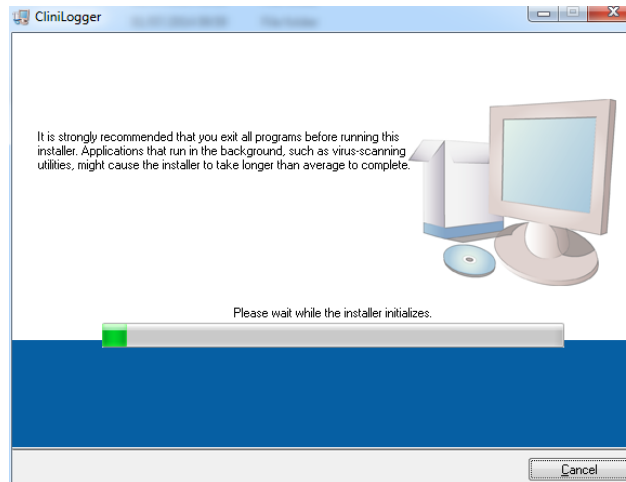 CliniLogger
It is strongly recommended that you exit all programs before running this
installer. Applications that run in the background, such as virus-scanning
utilities, might cause the installer to take longer than average to complete.
Please wait while the installer initializes.
Cancel